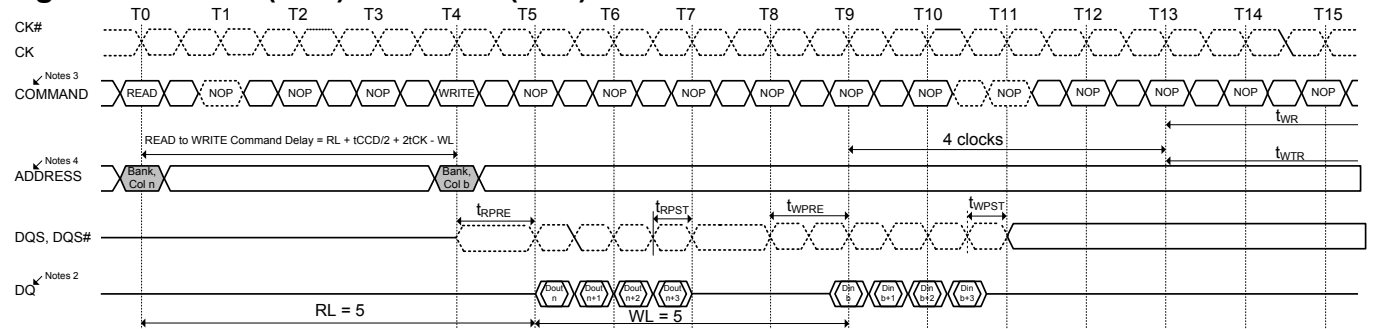 T0 T1 T2 T3 T4 T5 T6 T7 T8 T9 T10 T11 T12 T13 T14 T15
CK#
CK
Notes 3
COMMAND
READ NOP NOP NOP WRITE NOP NOP NOP NOP NOP NOP NOP NOP NOP NOP NOP
tWR
READ to WRITE Command Delay = RL + tCCD/2 + 2tCK - WL
4 clocks
tWTR
Notes 4
ADDRESS
Bank, Col n
Bank, Col b
tRPRE tRPST tWPRE tWPST
DQS, DQS#
Notes 2
DQ
Dout n Dout n+1 Dout n+2 Dout n+3 Din b Din b+1 Din b+2 Din b+3
RL = 5 WL = 5